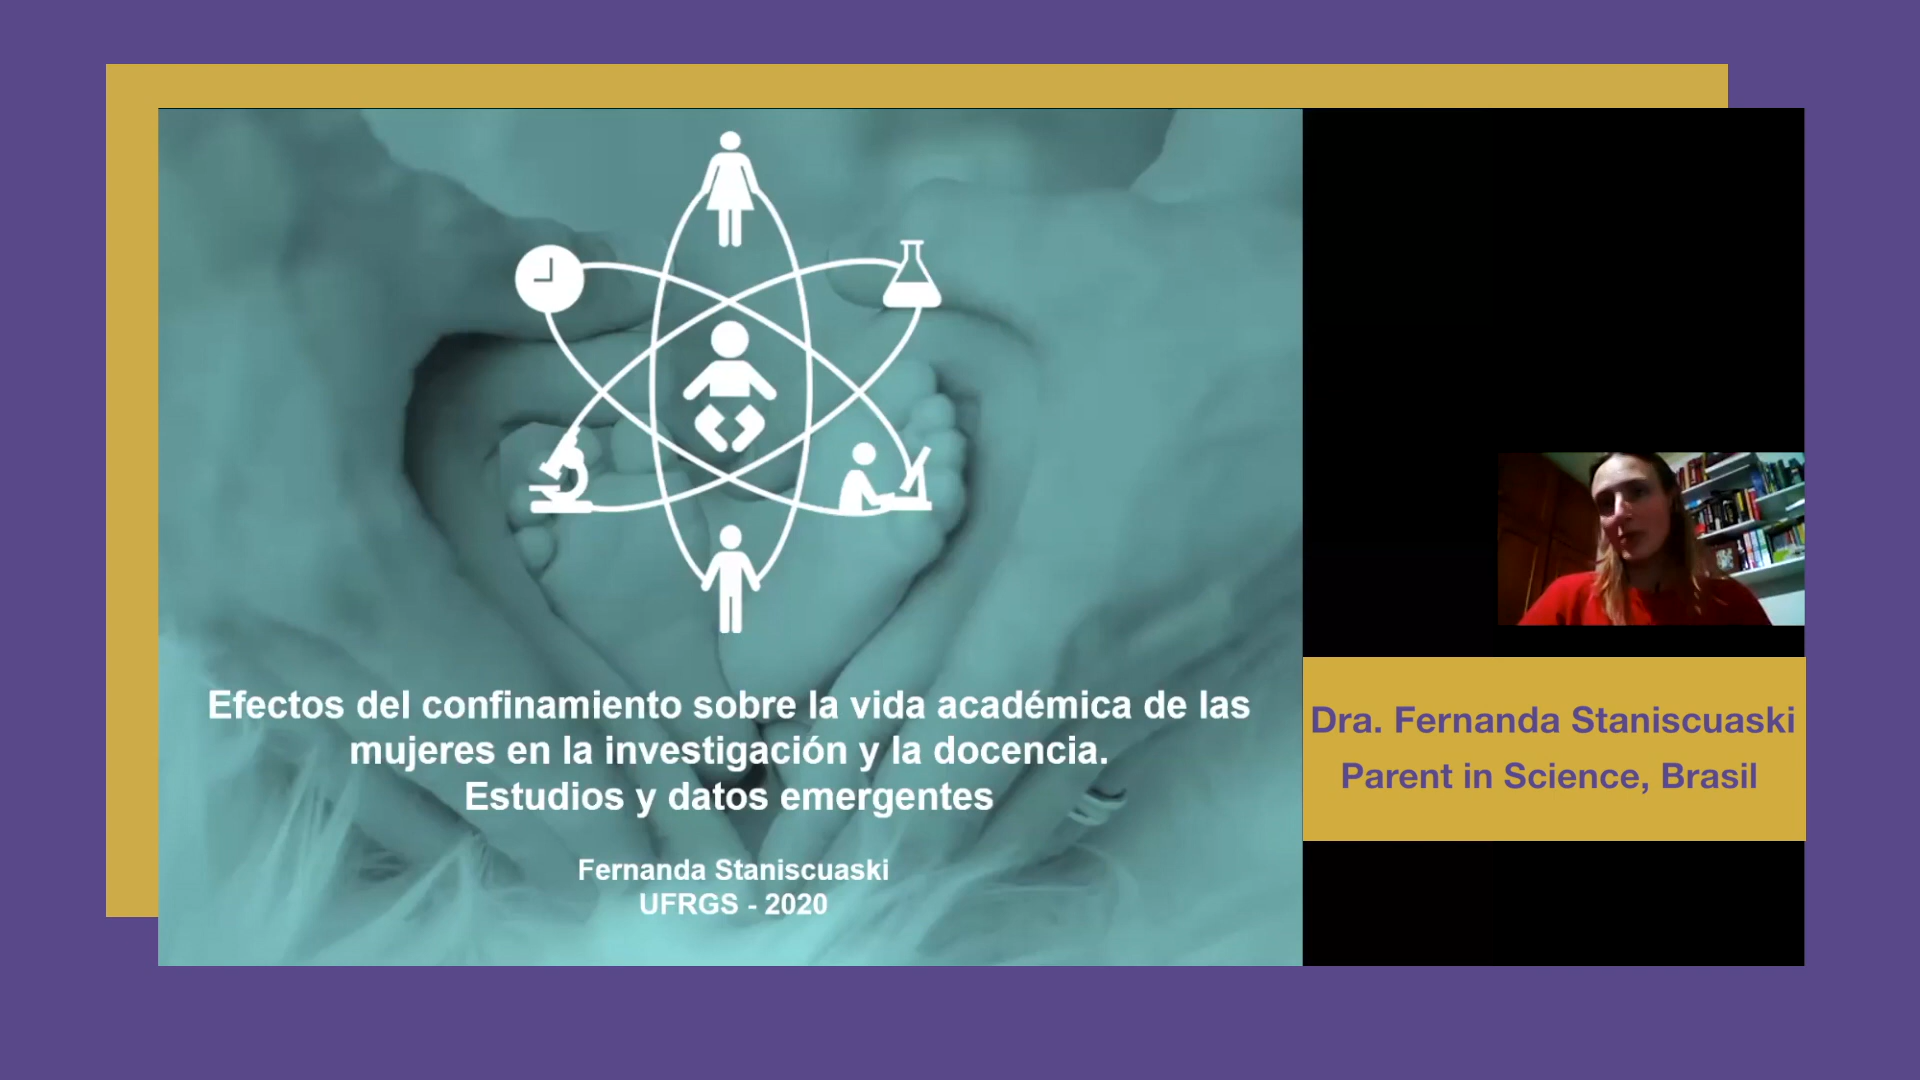 Efectos del confinamiento sobre la vida académica de las
mujeres en la investigación y la docencia.
Estudios y datos emergentes
Fernanda Staniscuaski
UFRGS - 2020
Dra. Fernanda Staniscuaski
Parent in Science, Brasil